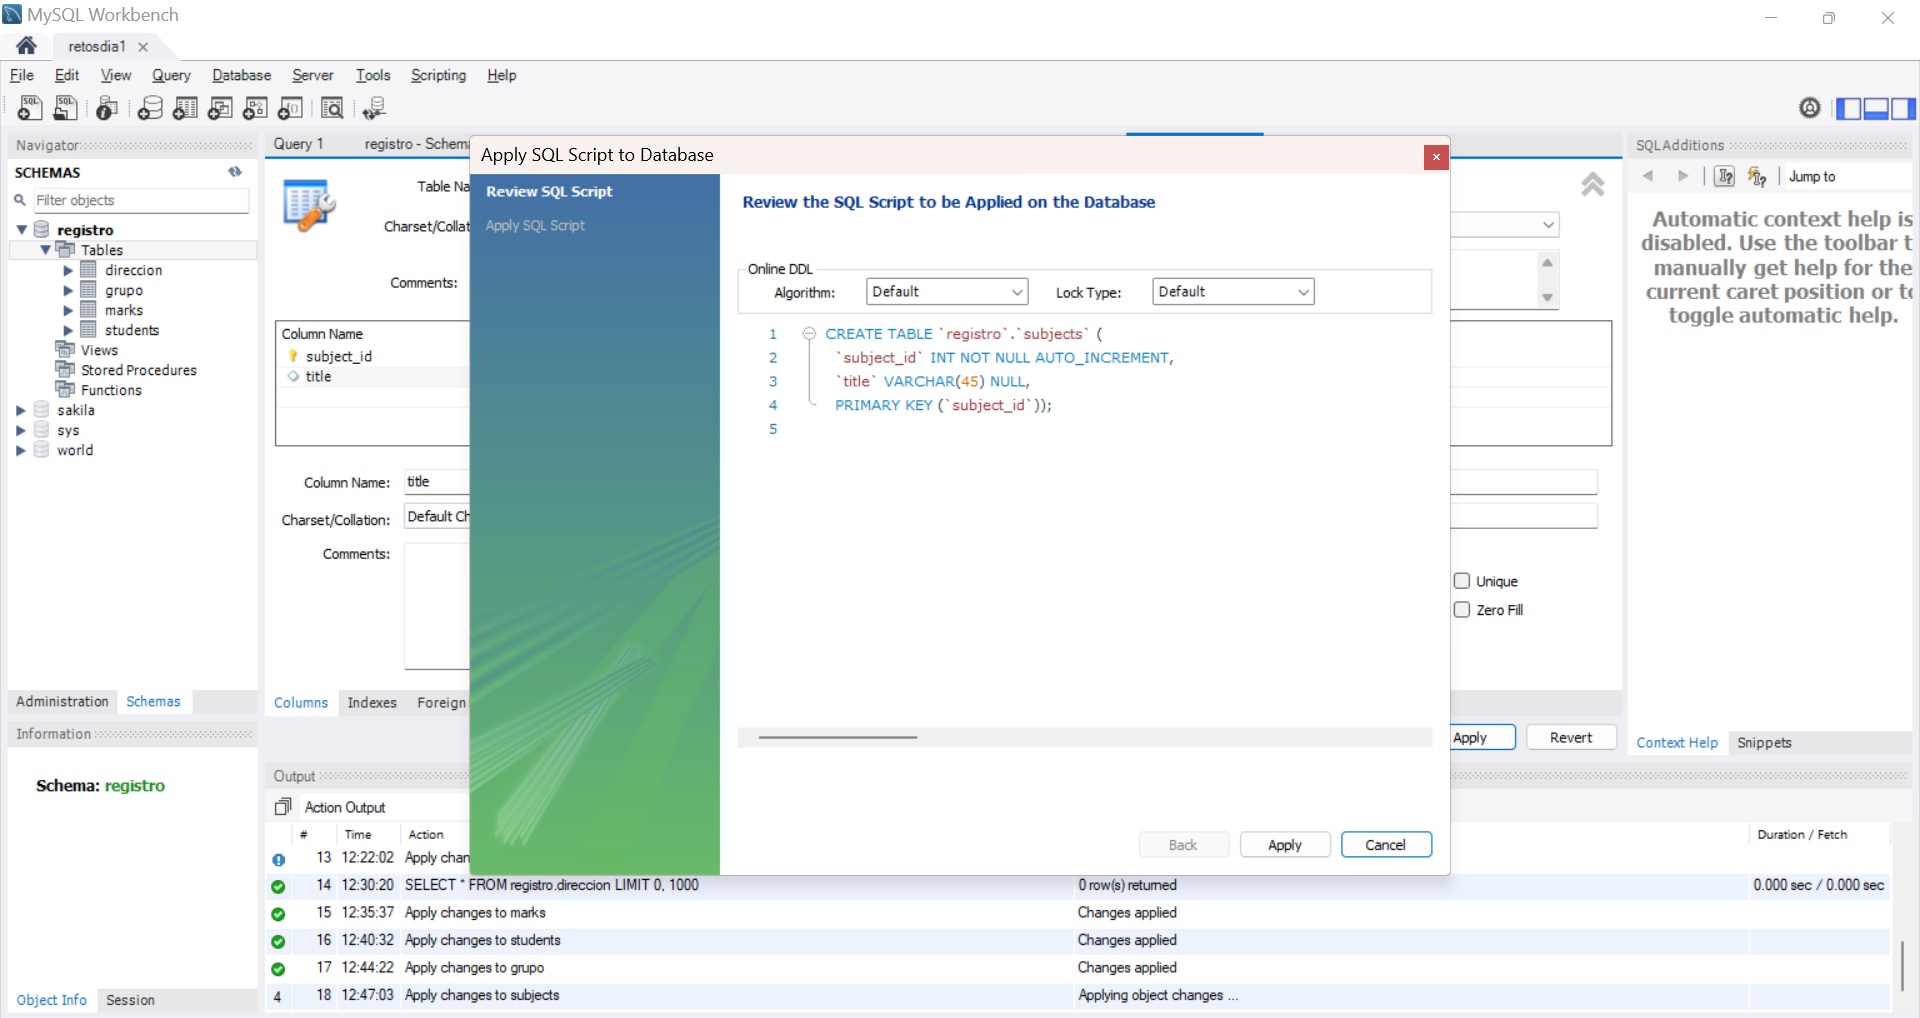 MySQL Workbench
retosdia1
File Edit View Query Database Server Tools Scripting Help
Navigator
SCHEMAS
Filter objects
registro
Tables
direccion
grupo
marks
students
Views
Stored Procedures
Functions
sakila
sys
world
Administration Schemas
Information
Schema: registro
Object Info Session
Query 1 registro - Schema
Table Na
Charset/Collat
Comments:
Column Name
subject_id
title
Column Name: title
Charset/Collation: Default Ch
Comments:
Columns Indexes Foreign
Apply SQL Script to Database
Review SQL Script
Apply SQL Script
Review the SQL Script to be Applied on the Database
Online DDL
Algorithm: Default Lock Type: Default
1 CREATE TABLE `registro`.`subjects` (
2 `subject_id` INT NOT NULL AUTO_INCREMENT,
3 `title` VARCHAR(45) NULL,
4 PRIMARY KEY (`subject_id`));
5
Back Apply Cancel
Unique
Zero Fill
Apply Revert
SQLAdditions
Jump to
Automatic context help is
disabled. Use the toolbar t
manually get help for the
current caret position or to
toggle automatic help.
Context Help Snippets
Output
Action Output
# Time Action Duration / Fetch
13 12:22:02 Apply chan
14 12:30:20 SELECT * FROM registro.direccion LIMIT 0, 1000 0 row(s) returned 0.000 sec / 0.000 sec
15 12:35:37 Apply changes to marks Changes applied
16 12:40:32 Apply changes to students Changes applied
17 12:44:22 Apply changes to grupo Changes applied
4 18 12:47:03 Apply changes to subjects Applying object changes ...